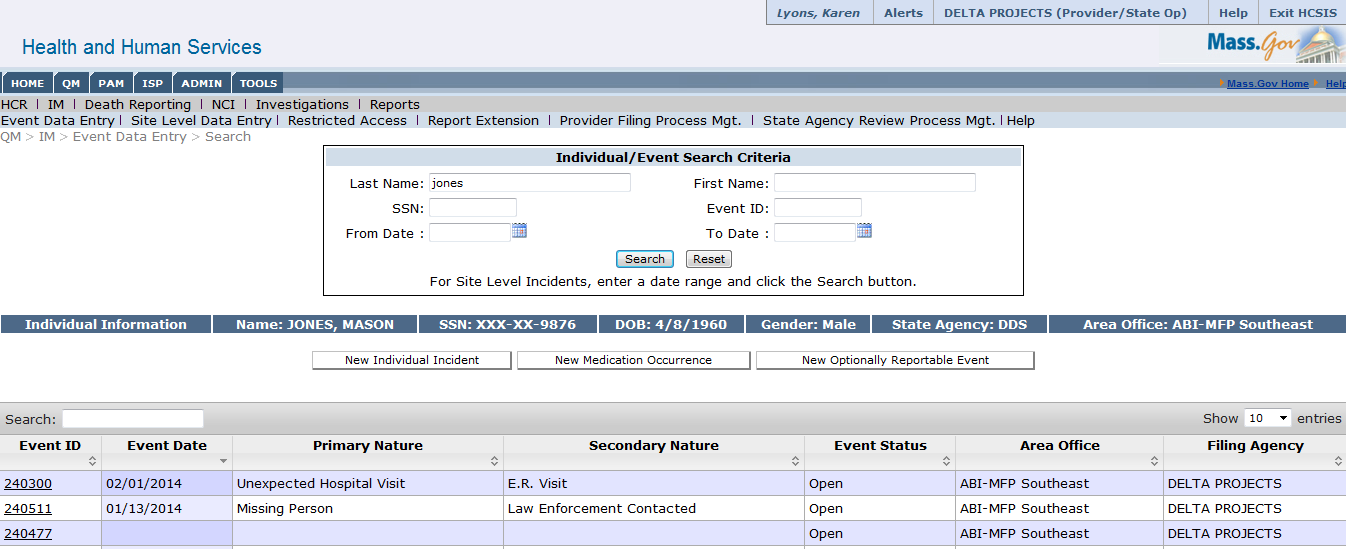 Lyons, Karen Alerts DELTA PROJECTS (Provider/State Op) Help Exit HCSIS
Health and Human Services
Mass.Gov
HOME QM PAM ISP ADMIN TOOLS
Mass.Gov Home Help
HCR | IM | Death Reporting | NCI | Investigations | Reports
Event Data Entry | Site Level Data Entry | Restricted Access | Report Extension | Provider Filing Process Mgt. | State Agency Review Process Mgt. | Help
QM > IM > Event Data Entry > Search
Individual/Event Search Criteria
Last Name: jones First Name:
SSN: Event ID:
From Date : To Date :
Search Reset
For Site Level Incidents, enter a date range and click the Search button.
Individual Information Name: JONES, MASON SSN: XXX-XX-9876 DOB: 4/8/1960 Gender: Male State Agency: DDS Area Office: ABI-MFP Southeast
New Individual Incident New Medication Occurrence New Optionally Reportable Event
Search: Show 10 entries
Event ID Event Date Primary Nature Secondary Nature Event Status Area Office Filing Agency
240300 02/01/2014 Unexpected Hospital Visit E.R. Visit Open ABI-MFP Southeast DELTA PROJECTS
240511 01/13/2014 Missing Person Law Enforcement Contacted Open ABI-MFP Southeast DELTA PROJECTS
240477 Open ABI-MFP Southeast DELTA PROJECTS